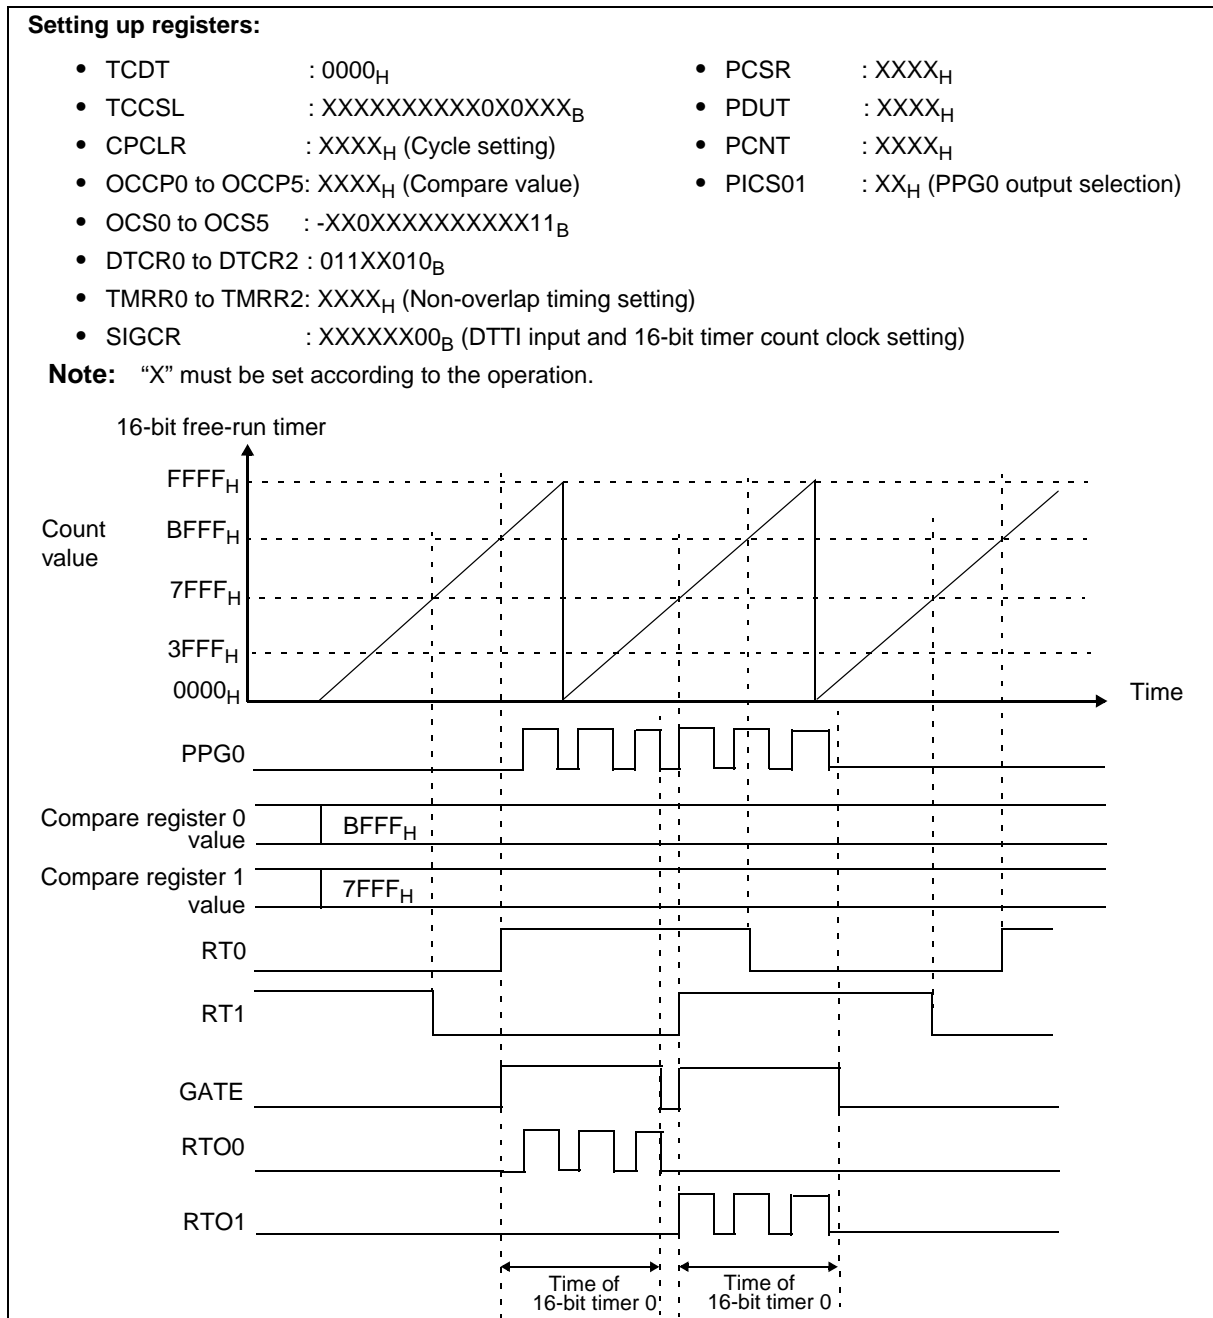 Setting up registers:
• TCDT : 0000H
• PCSR : XXXXH
• TCCSL : XXXXXXXXXX0X0XXXB
• PDUT : XXXXH
• CPCLR : XXXXH (Cycle setting)
• PCNT : XXXXH
• OCCP0 to OCCP5: XXXXH (Compare value)
• PICS01 : XXH (PPG0 output selection)
• OCS0 to OCS5 : -XX0XXXXXXXXXX11B
• DTCR0 to DTCR2 : 011XX010B
• TMRR0 to TMRR2: XXXXH (Non-overlap timing setting)
• SIGCR : XXXXXX00B (DTTI input and 16-bit timer count clock setting)
Note: “X” must be set according to the operation.
16-bit free-run timer
Count
value
FFFFH
BFFFH
7FFFH
3FFFH
0000H
Time
PPG0
Compare register 0
value
BFFFH
Compare register 1
value
7FFFH
RT0
RT1
GATE
RTO0
RTO1
Time of
16-bit timer 0
Time of
16-bit timer 0